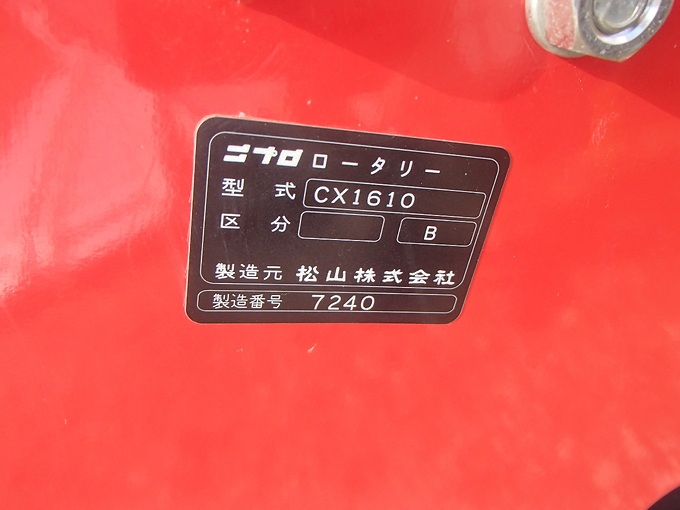 ニプロ ロータリー
型式 CX1610
区分 B
製造元 松山株式会社
製造番号 7240